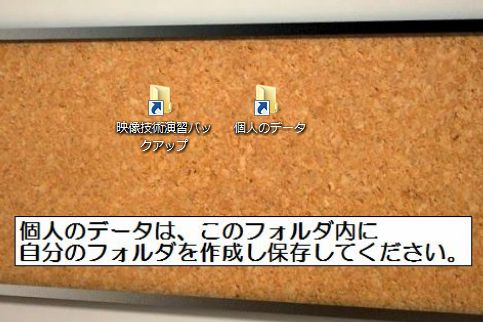 映像技術演習バッ
クアップ
個人のデータ
個人のデータは、このフォルダ内に
自分のフォルダを作成し保存してください。